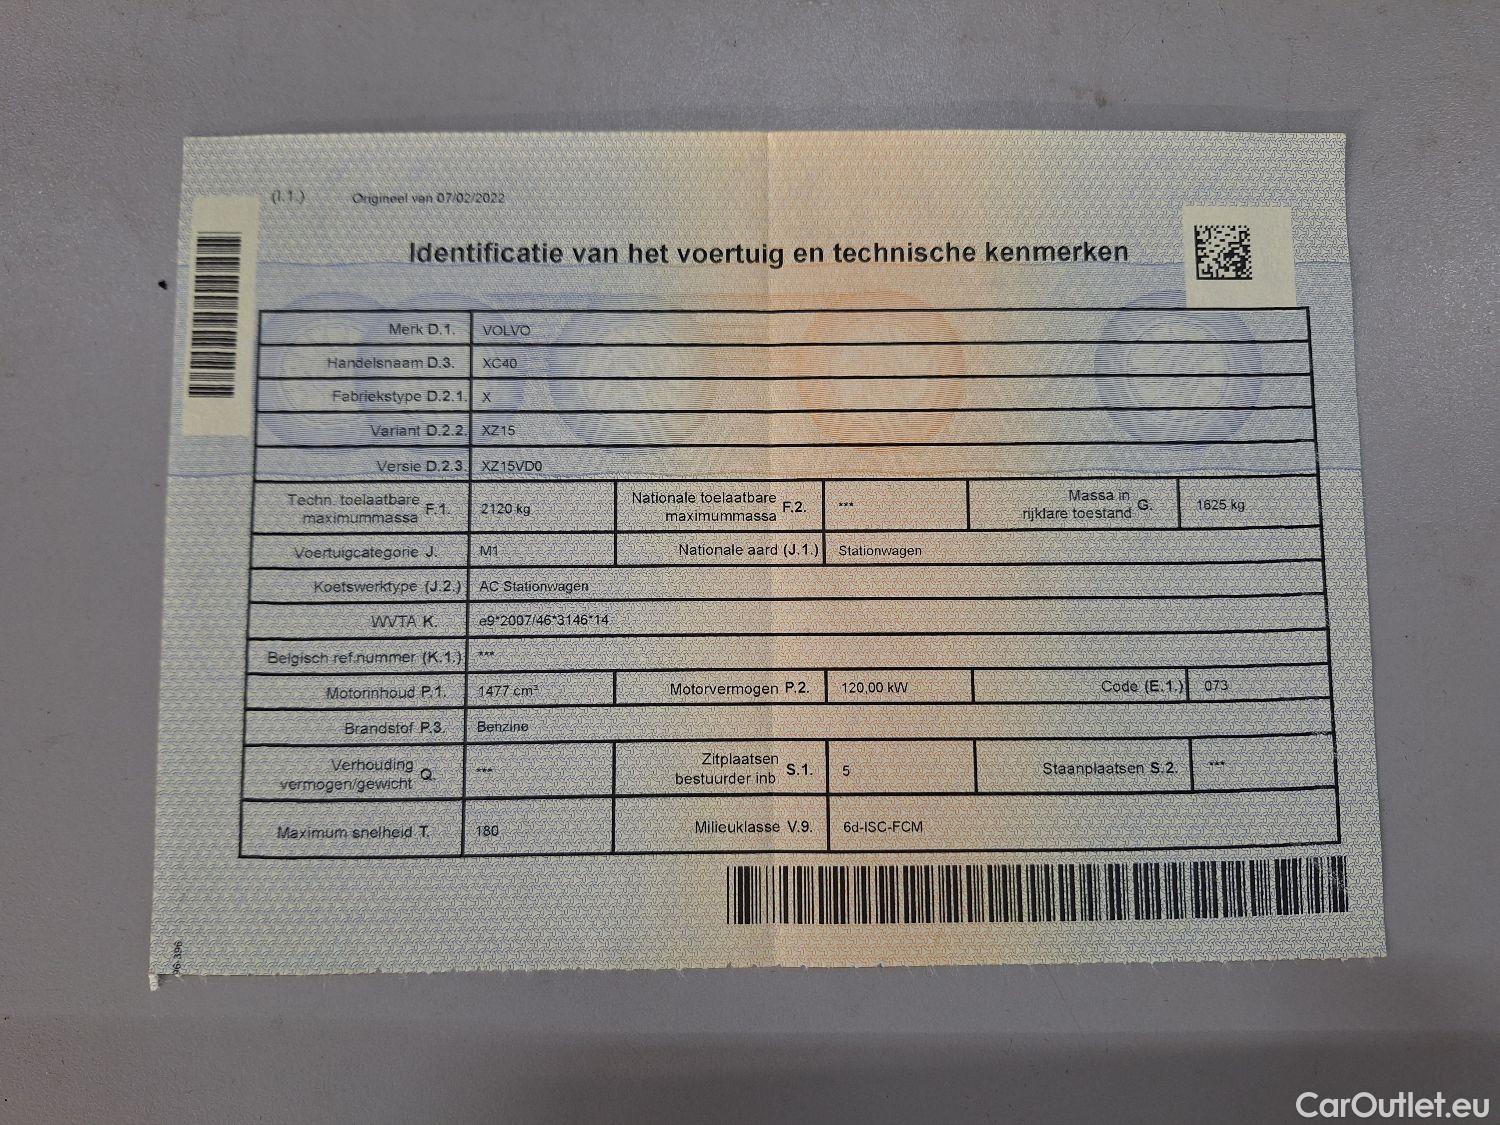 (I.1.) Origineel van 07/02/2022
Identificatie van het voertuig en technische kenmerken
Merk D.1. VOLVO
Handelsnaam D.3. XC40
Fabriekstype D.2.1. X
Variant D.2.2. XZ15
Versie D.2.3. XZ15VD0
Techn. toelaatbare maximummassa F.1. 2120 kg Nationale toelaatbare maximummassa F.2. *** Massa in rijklare toestand G. 1625 kg
Voertuigcategorie J. M1 Nationale aard (J.1.) Stationwagen
Koetswerktype (J.2.) AC Stationwagen
WVTA K. e9*2007/46*3146*14
Belgisch ref.nummer (K.1.) ***
Motorinhoud P.1. 1477 cm³ Motorvermogen P.2. 120,00 kW Code (E.1.) 073
Brandstof P.3. Benzine
Verhouding vermogen/gewicht Q. *** Zitplaatsen bestuurder inb S.1. 5 Staanplaatsen S.2. ***
Maximum snelheid T. 180 Milieuklasse V.9. 6d-ISC-FCM
96-396
CarOutlet.eu